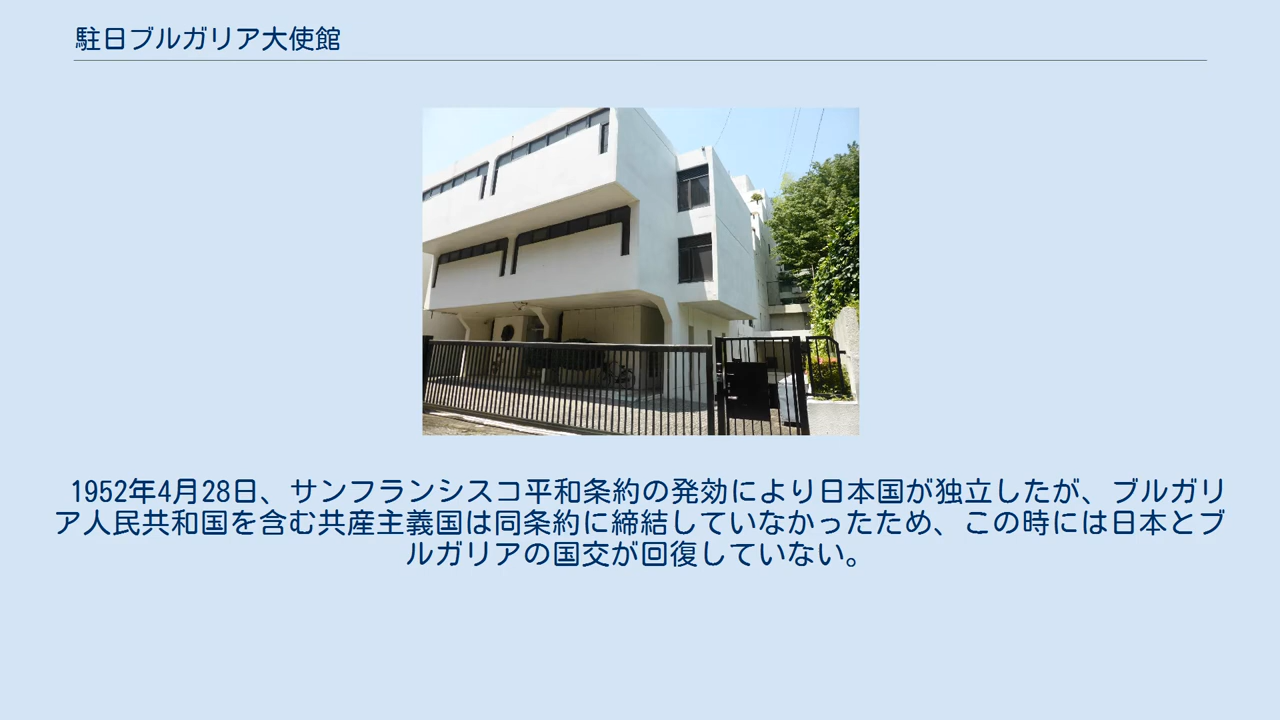 駐日ブルガリア大使館
1952年4月28日、サンフランシスコ平和条約の発効により日本国が独立したが、ブルガリ
ア人民共和国を含む共産主義国は同条約に締結していなかったため、この時には日本とブ
ルガリアの国交が回復していない。